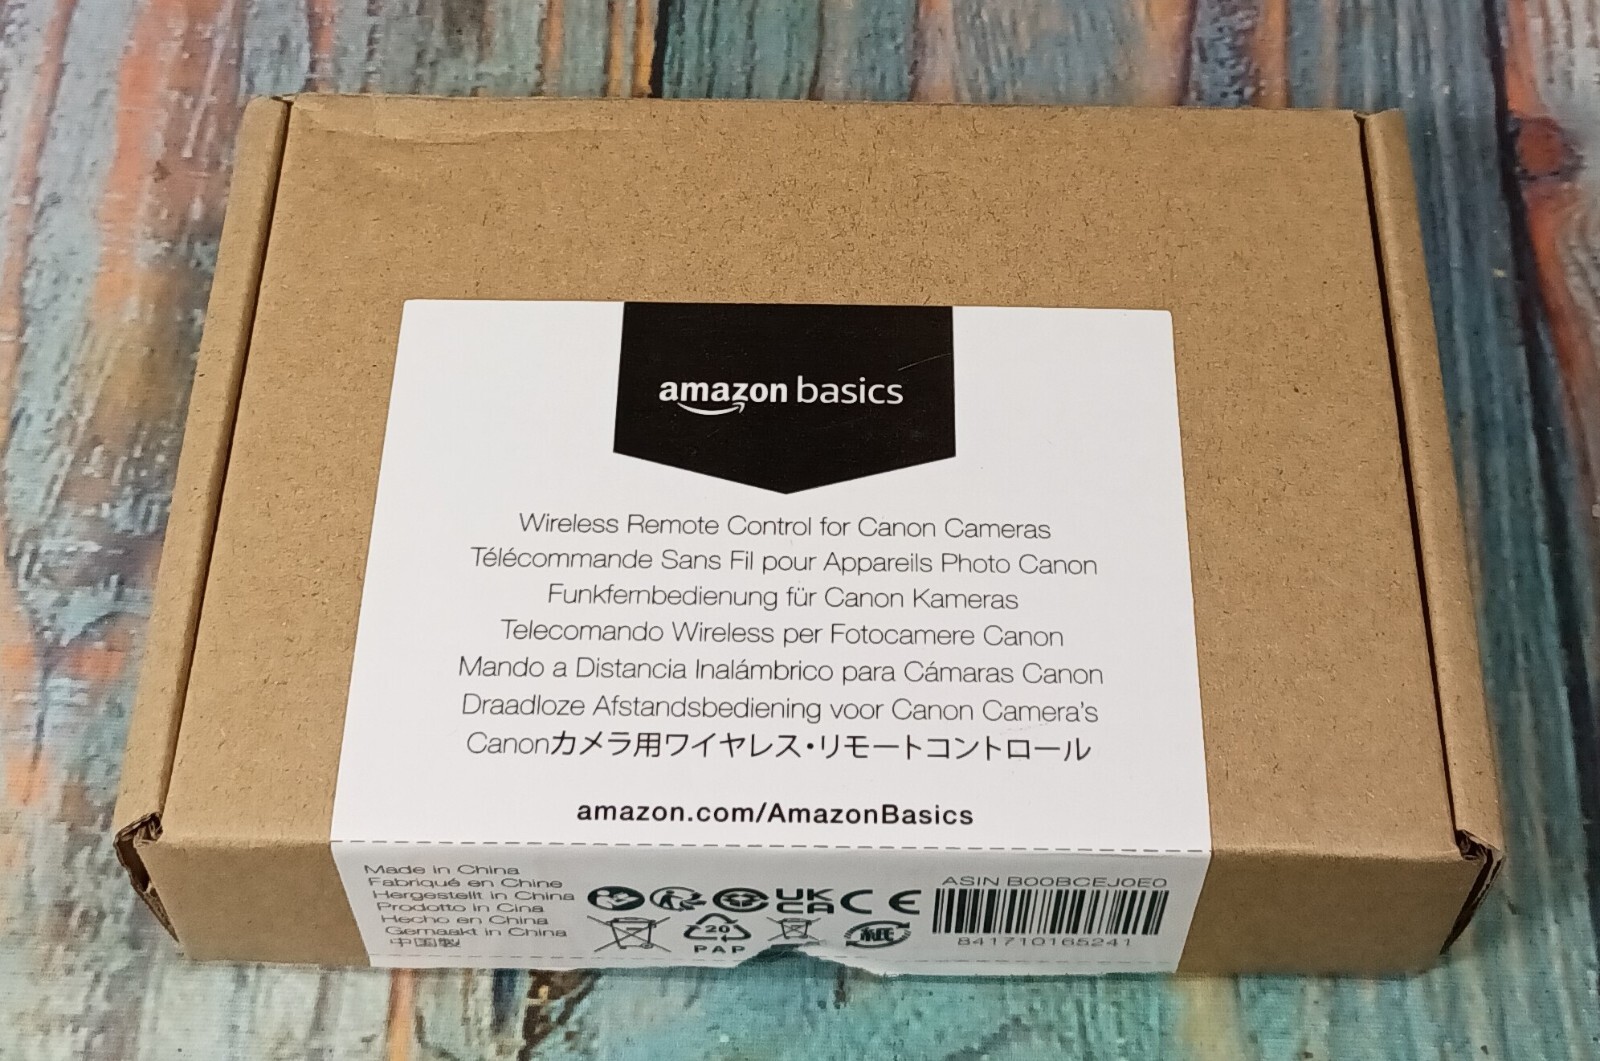 amazon basics
Wireless Remote Control for Canon Cameras
Télécommande Sans Fil pour Appareils Photo Canon
Funkfernbedienung für Canon Kameras
Telecomando Wireless per Fotocamere Canon
Mando a Distancia Inalámbrico para Cámaras Canon
Draadloze Afstandsbediening voor Canon Camera's
Canonカメラ用ワイヤレス・リモートコントロール
amazon.com/AmazonBasics
Made in China
Fabriqué en Chine
Hergestellt in China
Prodotto in Cina
Hecho en China
Gemaakt in China
中国製
UK CA
CE
20
PAP
紙
ASIN B00BCEJ0E0
841710165241